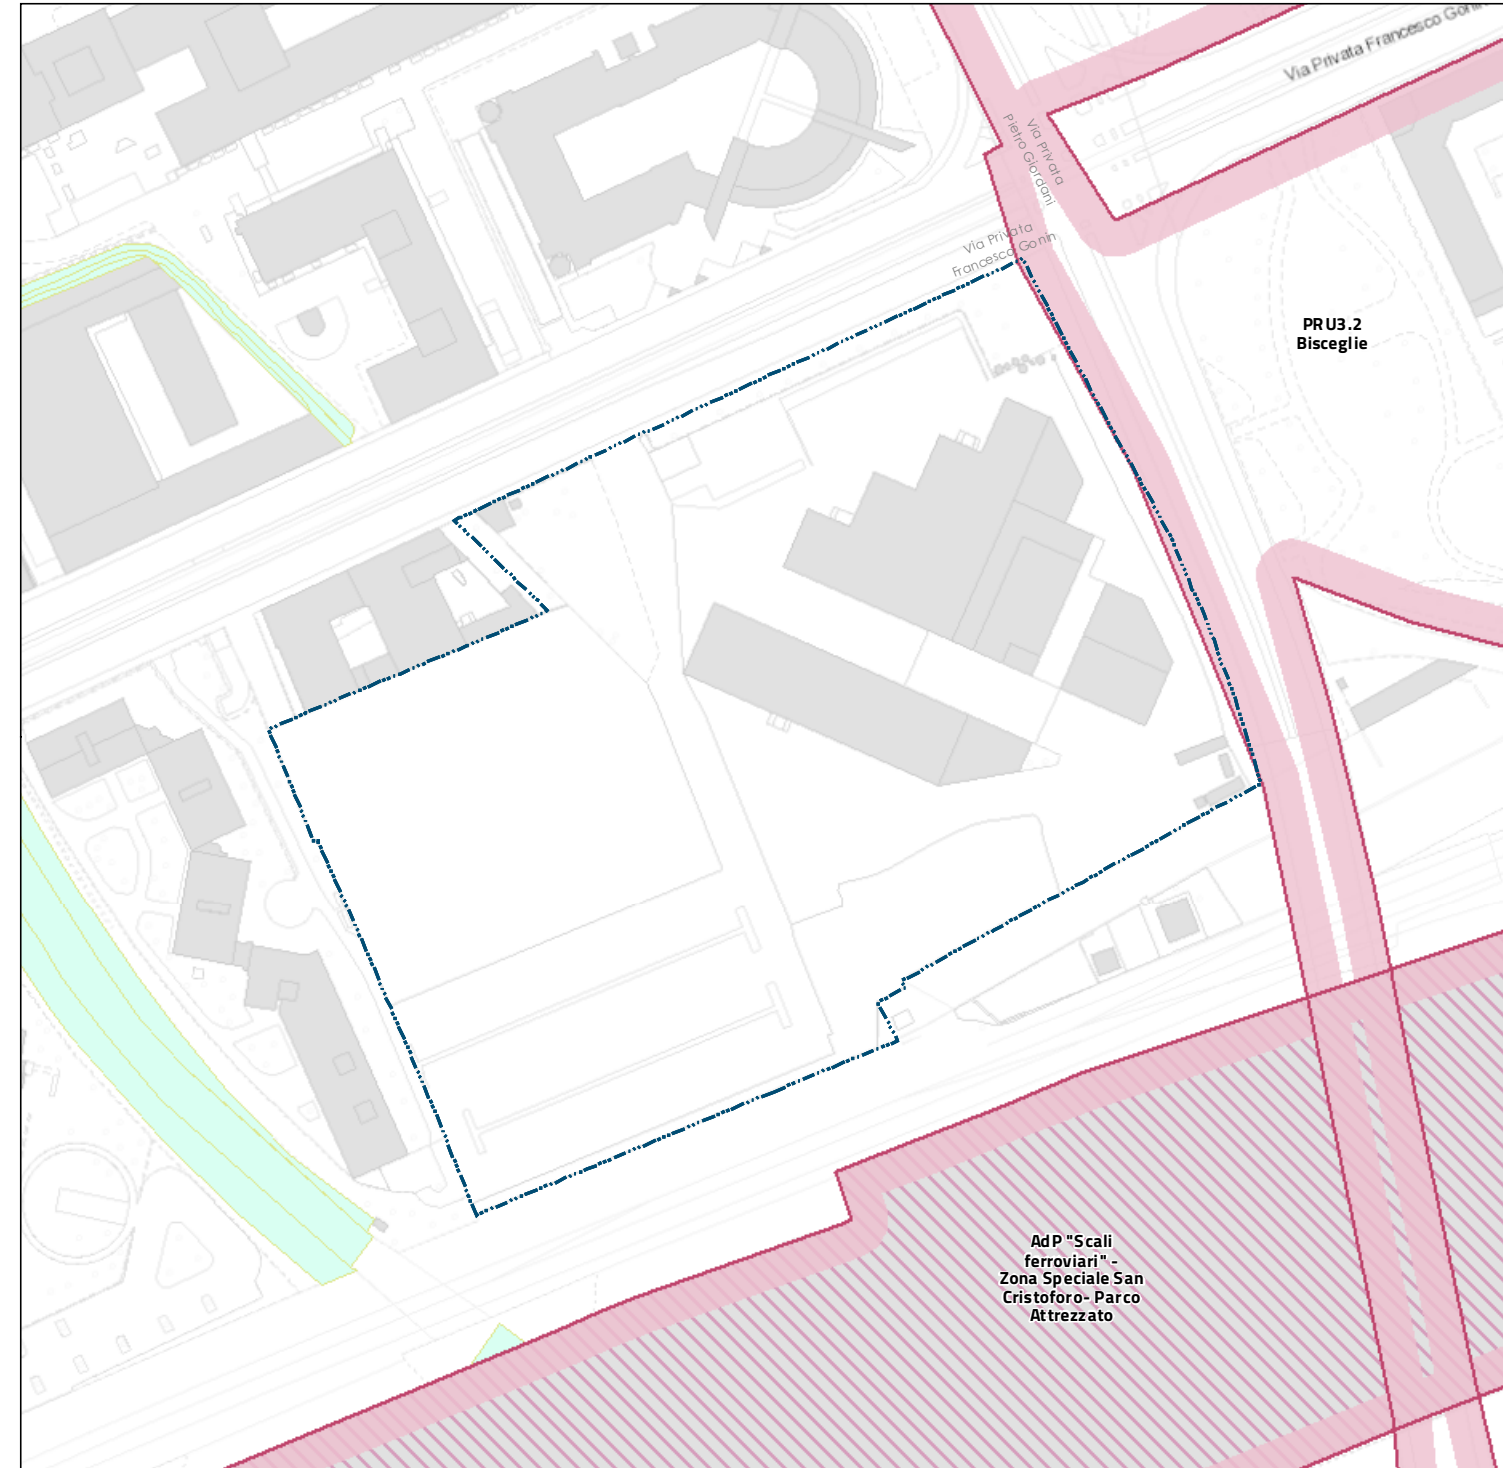 Via Privata Francesco Gonin
Via Privata
Pietro Giordani
Via Privata
Francesco Gonin
PRU3.2
Bisceglie
AdP "Scali
ferroviari" -
Zona Speciale San
Cristoforo- Parco
Attrezzato